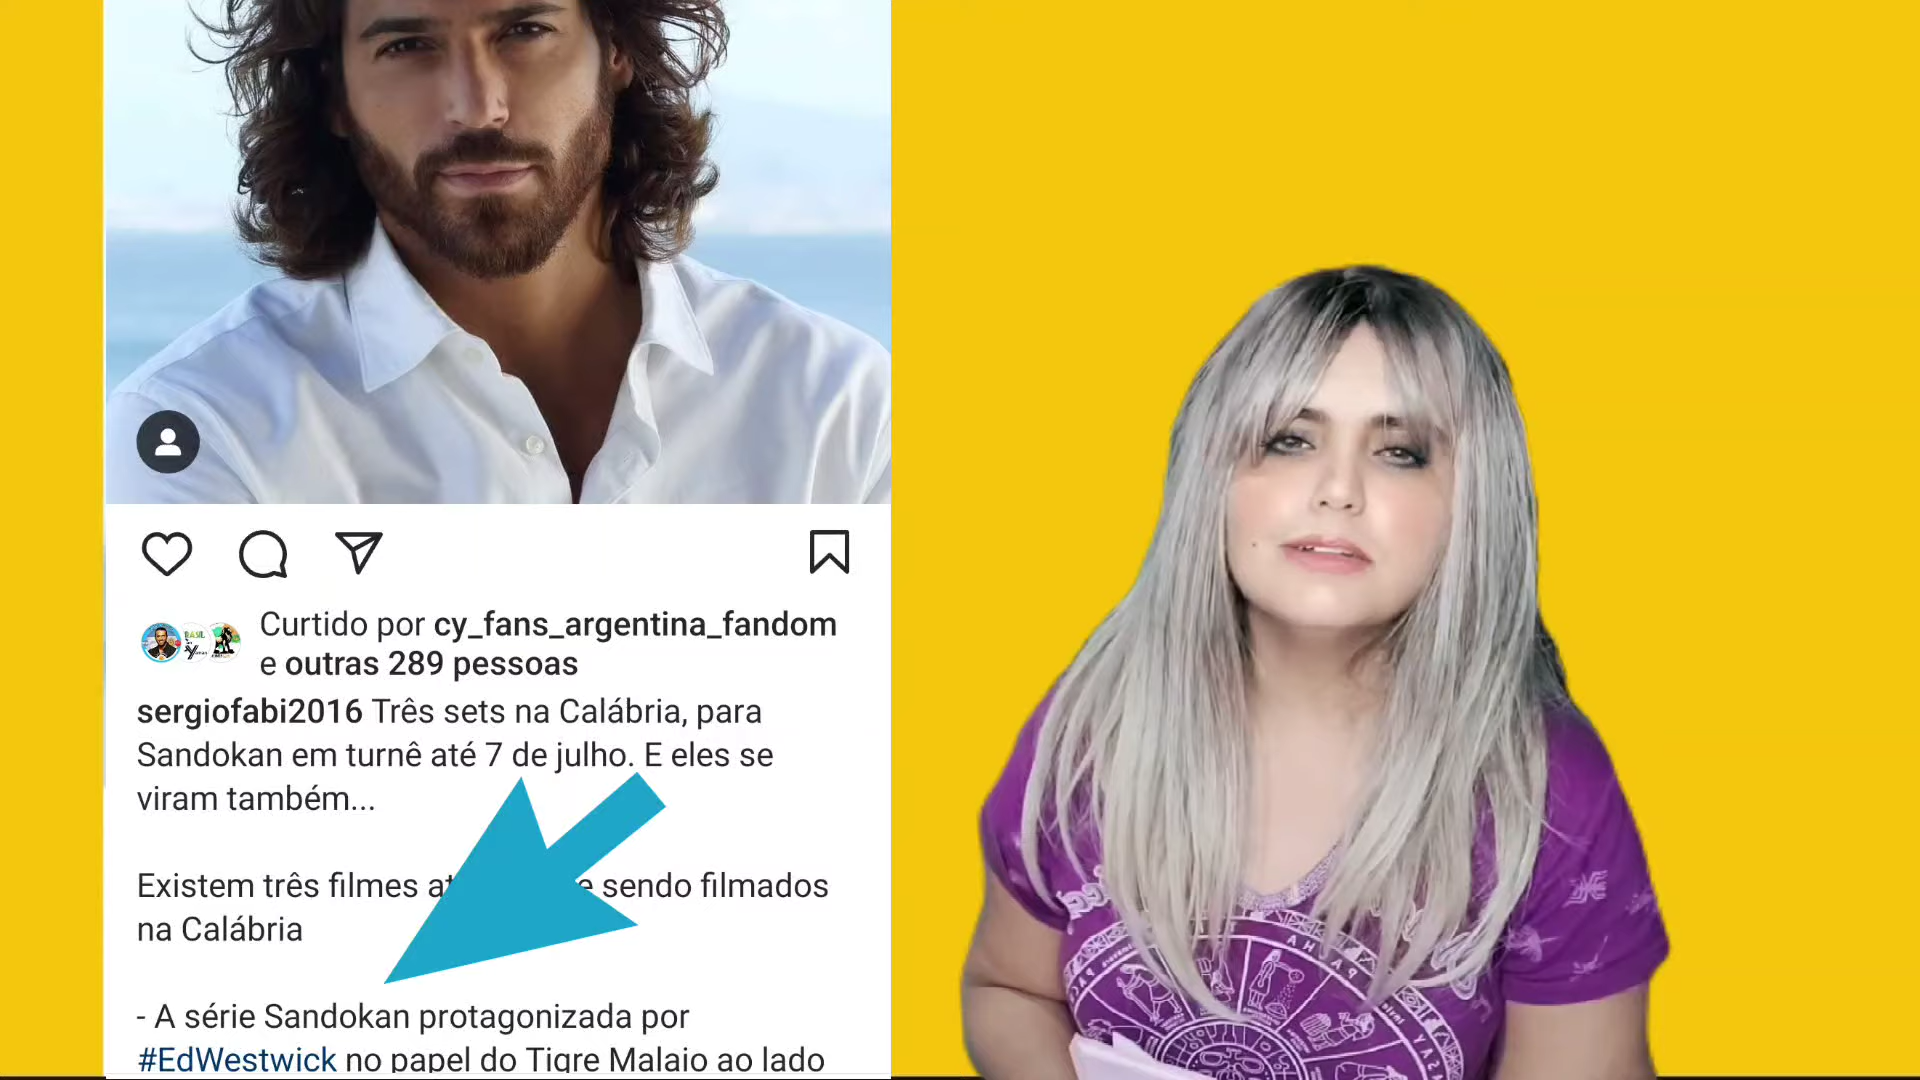 Curtido por cy_fans_argentina_fandom
e outras 289 pessoas
sergiofabi2016 Três sets na Calábria, para
Sandokan em turnê até 7 de julho. E eles se
viram também...
Existem três filmes sendo filmados
na Calábria
- A série Sandokan protagonizada por
#EdWestwick no papel do Tigre Malaio ao lado